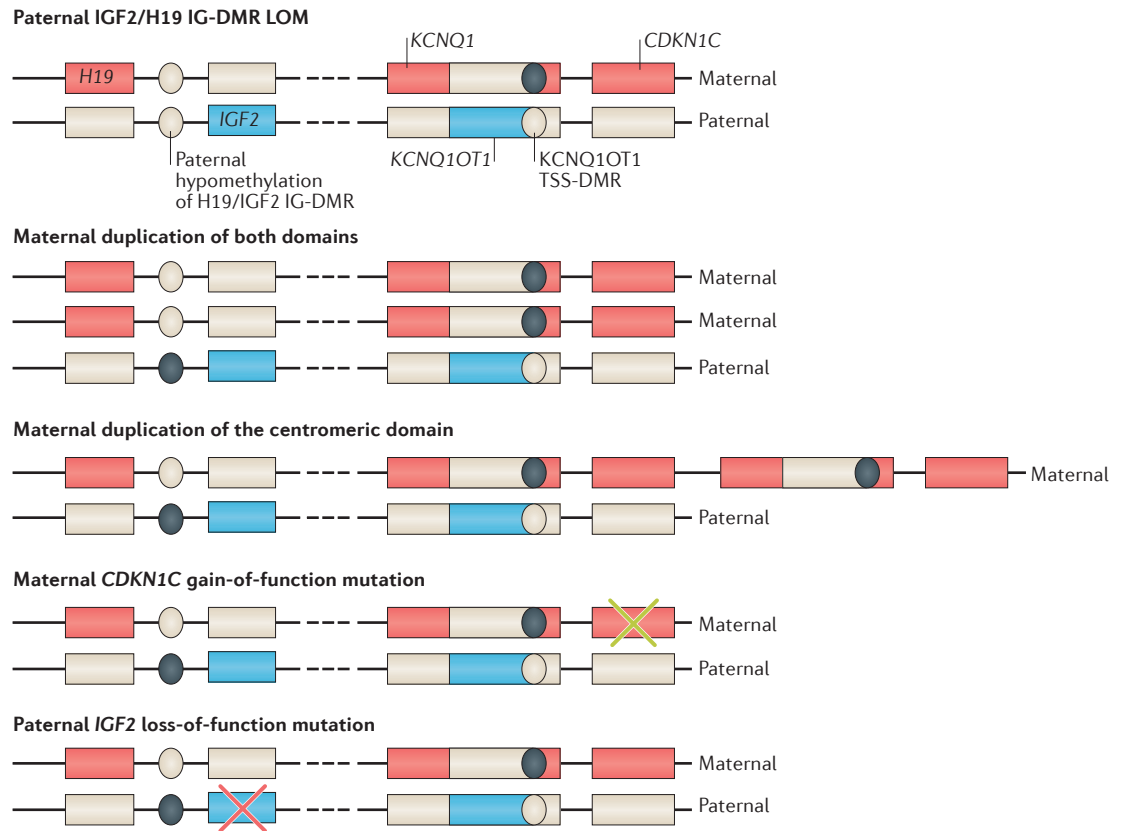 Paternal IGF2/H19 IG-DMR LOM
KCNQ1
CDKN1C
H19
Maternal
IGF2
Paternal
Paternal
hypomethylation
of H19/IGF2 IG-DMR
KCNQ1OT1
KCNQ1OT1
TSS-DMR
Maternal duplication of both domains
Maternal
Maternal
Paternal
Maternal duplication of the centromeric domain
Maternal
Paternal
Maternal CDKN1C gain-of-function mutation
Maternal
Paternal
Paternal IGF2 loss-of-function mutation
Maternal
Paternal